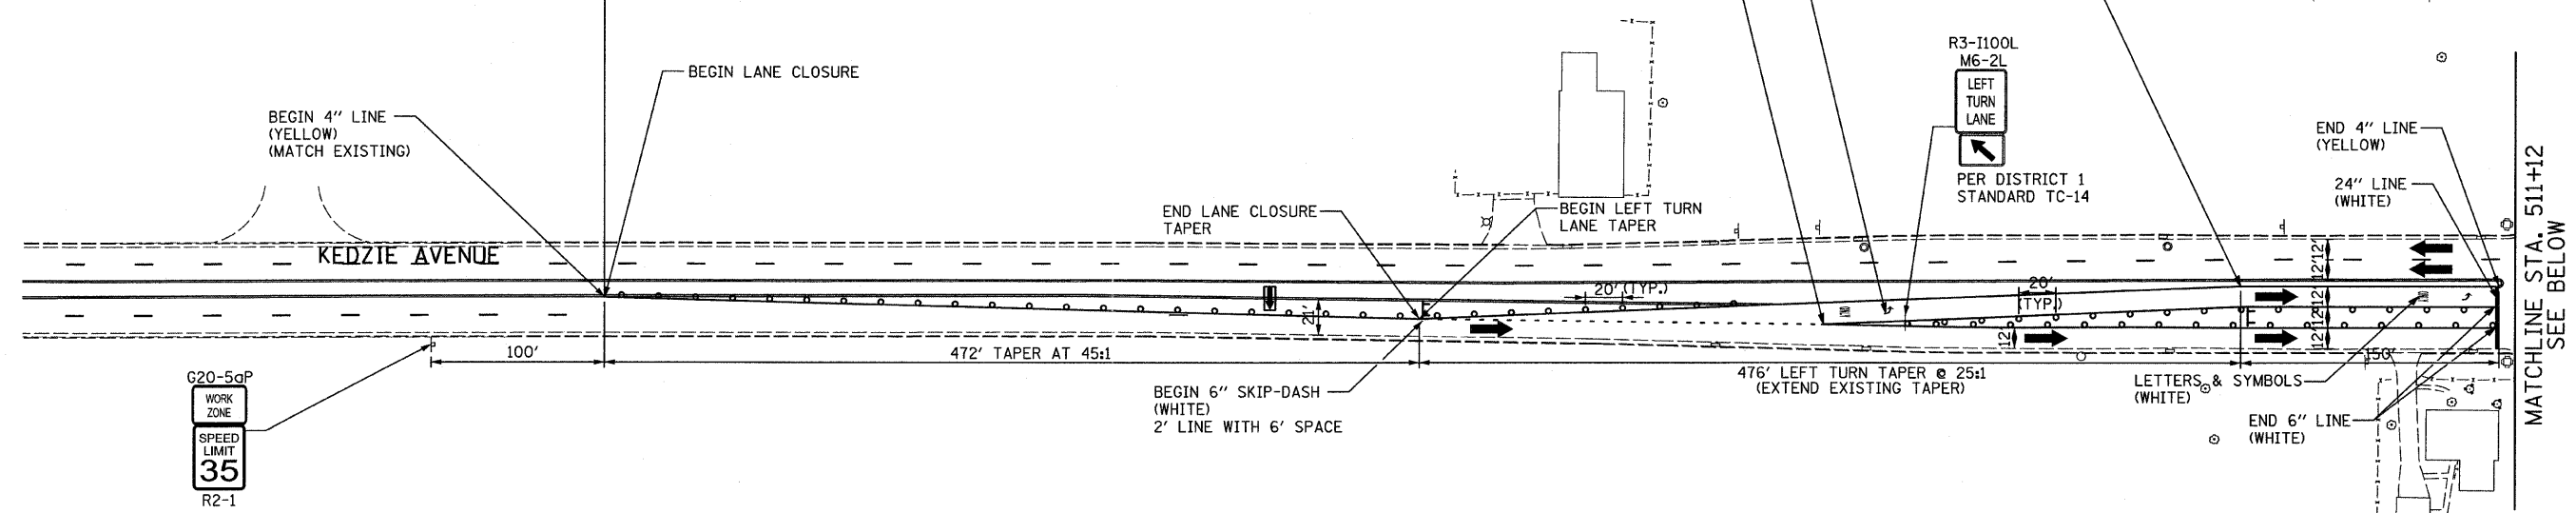 BEGIN LANE CLOSURE
BEGIN 4" LINE
(YELLOW)
(MATCH EXISTING)
KEDZIE AVENUE
END LANE CLOSURE
TAPER
BEGIN LEFT TURN
LANE TAPER
R3-I100L
M6-2L
LEFT
TURN
LANE
PER DISTRICT 1
STANDARD TC-14
END 4" LINE
(YELLOW)
24" LINE
(WHITE)
MATCHLINE STA. 511+12
SEE BELOW
20' (TYP.)
20'
(TYP.)
21'
12'
12'
12'
12'
12'
12'
100'
472' TAPER AT 45:1
476' LEFT TURN TAPER @ 25:1
(EXTEND EXISTING TAPER)
150'
G20-5aP
WORK
ZONE
SPEED
LIMIT
35
R2-1
BEGIN 6" SKIP-DASH
(WHITE)
2' LINE WITH 6' SPACE
LETTERS & SYMBOLS
(WHITE)
END 6" LINE
(WHITE)